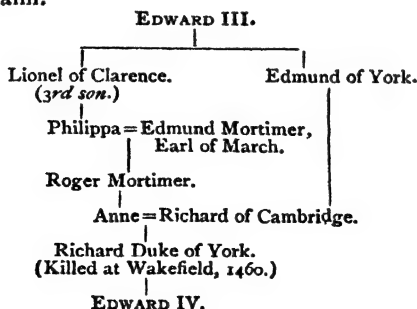 EDWARD III.
Lionel of Clarence. Edmund of York.
(3rd son.)
Philippa=Edmund Mortimer,
Earl of March.
Roger Mortimer.
Anne=Richard of Cambridge.
Richard Duke of York.
(Killed at Wakefield, 1460.)
EDWARD IV.